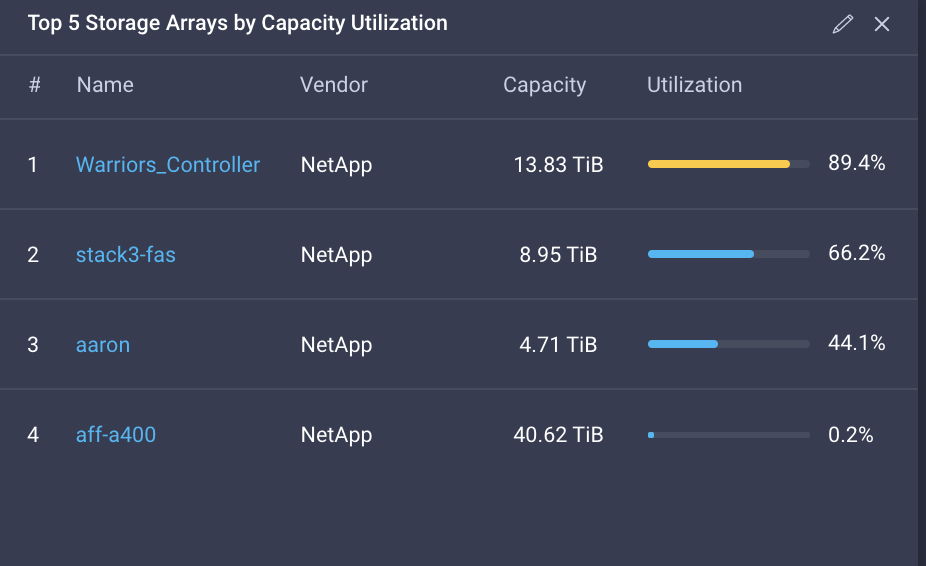 Top 5 Storage Arrays by Capacity Utilization
# Name Vendor Capacity Utilization
1 Warriors_Controller NetApp 13.83 TiB 89.4%
2 stack3-fas NetApp 8.95 TiB 66.2%
3 aaron NetApp 4.71 TiB 44.1%
4 aff-a400 NetApp 40.62 TiB 0.2%